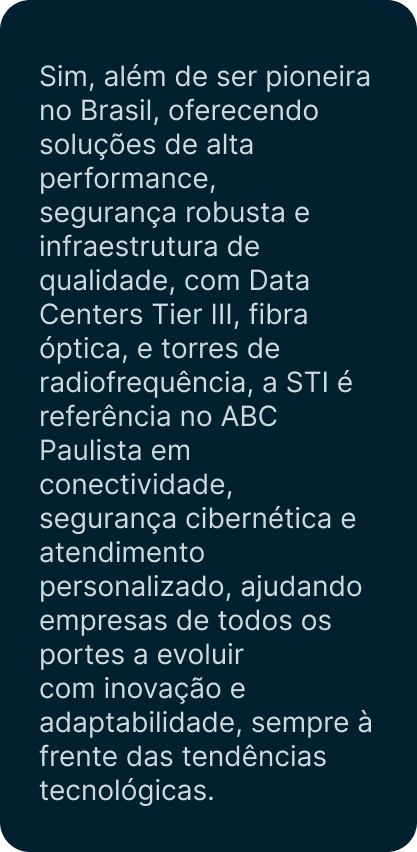 Sim, além de ser pioneira
no Brasil, oferecendo
soluções de alta
performance,
segurança robusta e
infraestrutura de
qualidade, com Data
Centers Tier III, fibra
óptica, e torres de
radiofrequência, a STI é
referência no ABC
Paulista em
conectividade,
segurança cibernética e
atendimento
personalizado, ajudando
empresas de todos os
portes a evoluir
com inovação e
adaptabilidade, sempre à
frente das tendências
tecnológicas.